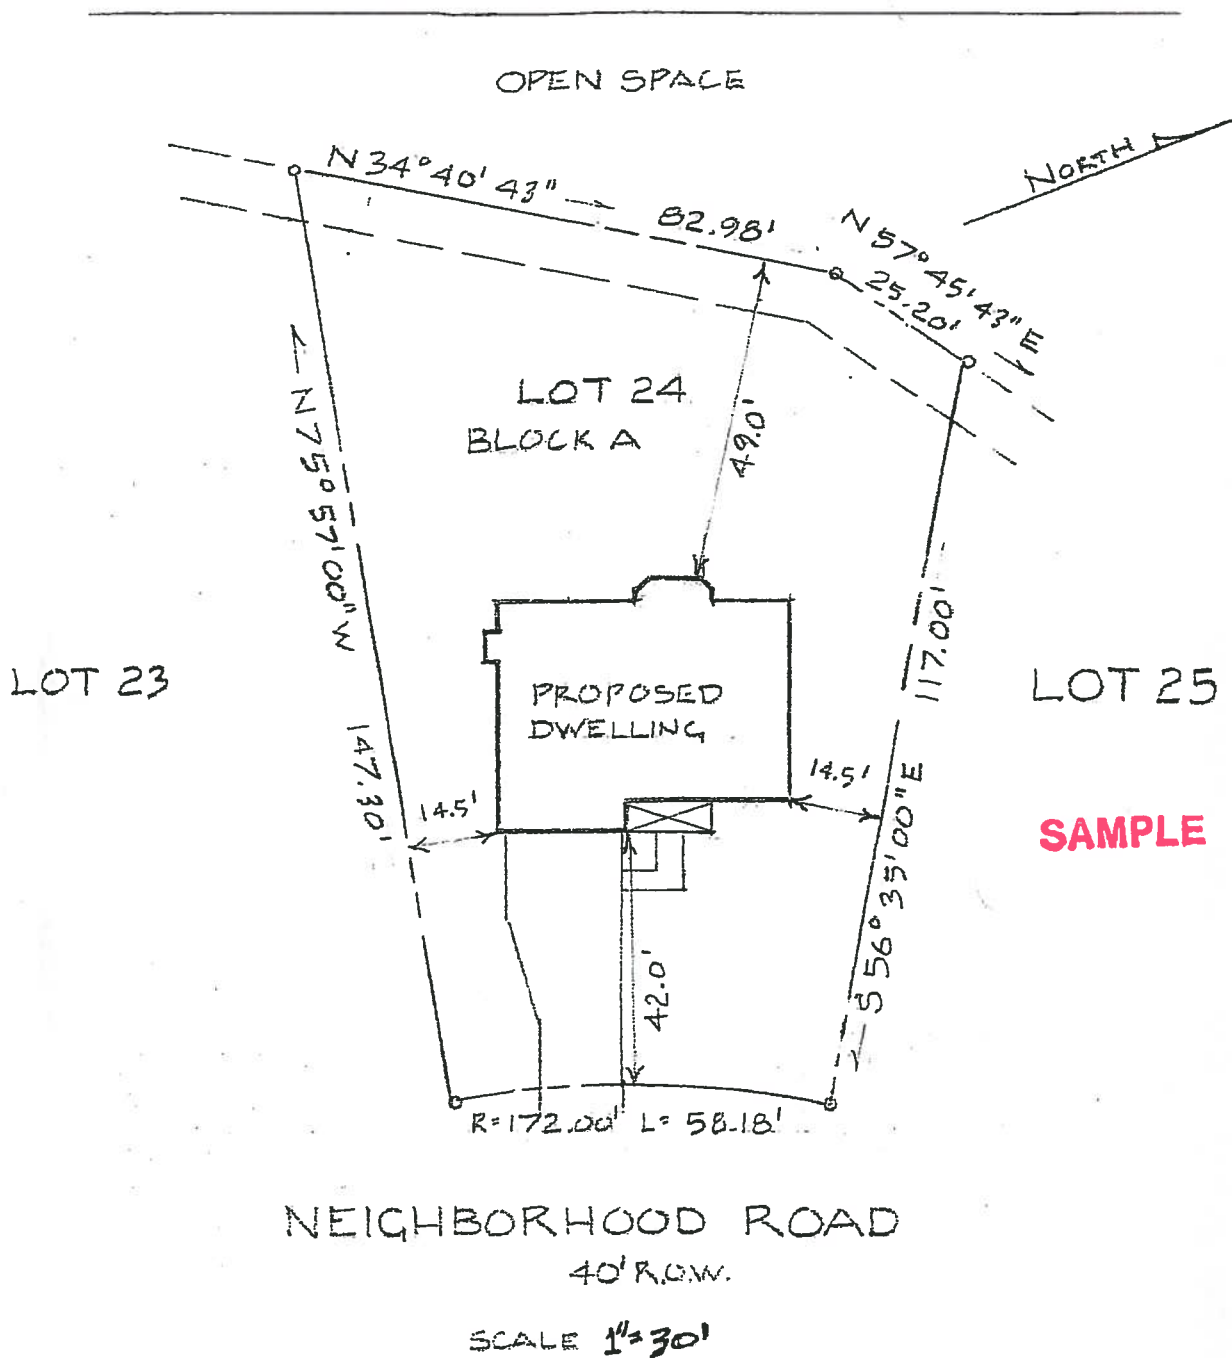 OPEN SPACE
N 34° 40' 43"
82.98'
NORTH
N 57° 45' 43" E
25.20'
LOT 24
BLOCK A
49.0'
N 75° 57' 00" W
147.30'
LOT 23
PROPOSED
DWELLING
117.00'
S 56° 35' 00" E
LOT 25
14.5'
14.5'
SAMPLE
42.0'
R=172.00' L= 58.18'
NEIGHBORHOOD ROAD
40' R.O.W.
SCALE 1"=30'